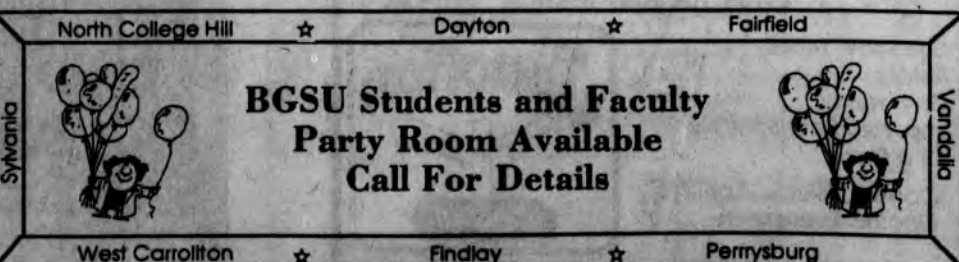 North College Hill ☆ Dayton ☆ Fairfield
Sylvania
BGSU Students and Faculty
Party Room Available
Call For Details
Vandalia
West Carrollton ☆ Findlay ☆ Perrrysburg